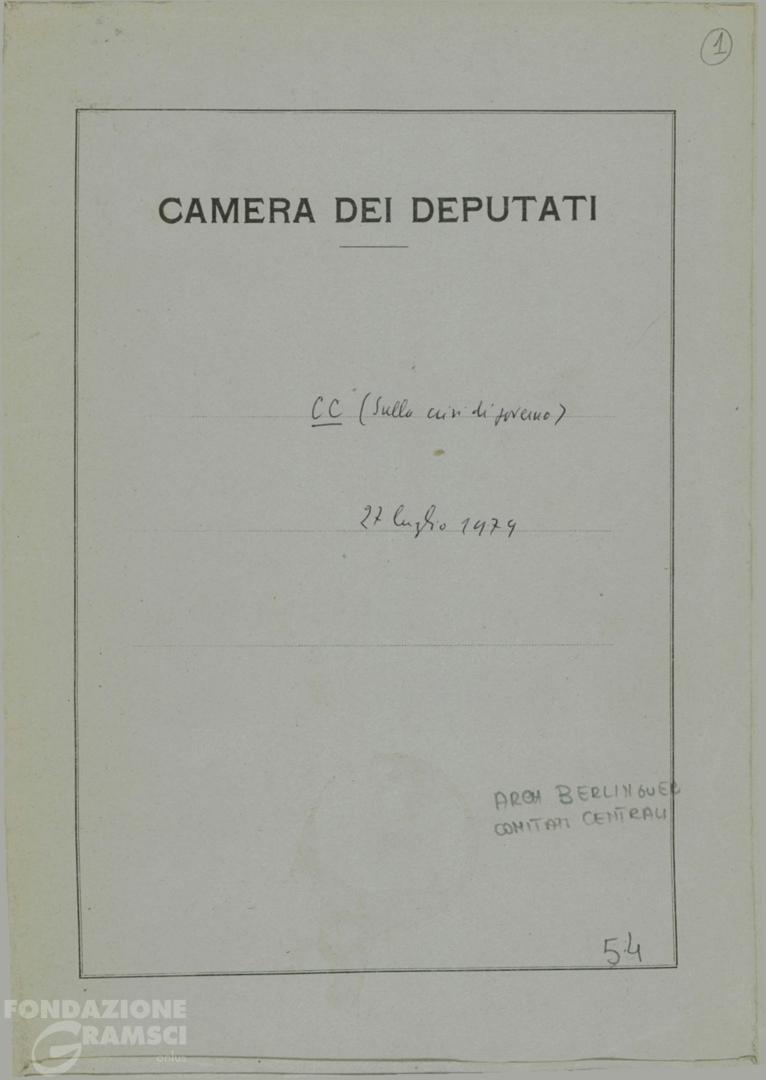 1
CAMERA DEI DEPUTATI
CC (Sulla crisi di governo)
27 luglio 1979
ARCH BERLINGUER
COMITATI CENTRALI
54
FONDAZIONE
GRAMSCI
onlus